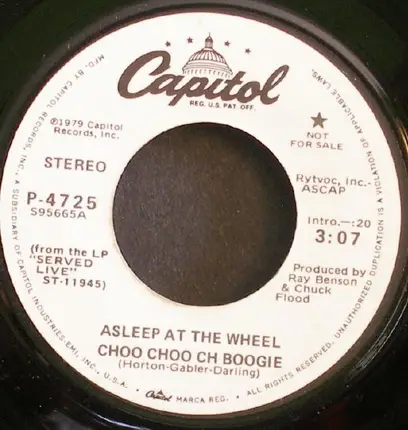 Capitol
REG. U.S. PAT. OFF.
℗1979 Capitol
Records, Inc.
STEREO
P-4725
S95665A
(from the LP
"SERVED
LIVE"
ST-11945)
NOT
FOR SALE
Rytvoc, Inc.-
ASCAP
Intro.—:20
3:07
Produced by
Ray Benson
& Chuck
Flood
ASLEEP AT THE WHEEL
CHOO CHOO CH BOOGIE
(Horton-Gabler-Darling)
MFD. BY CAPITOL RECORDS, INC., A SUBSIDIARY OF CAPITOL INDUSTRIES-EMI, INC., U.S.A. • Capitol MARCA REG. • ALL RIGHTS RESERVED. UNAUTHORIZED DUPLICATION IS A VIOLATION OF APPLICABLE LAWS.